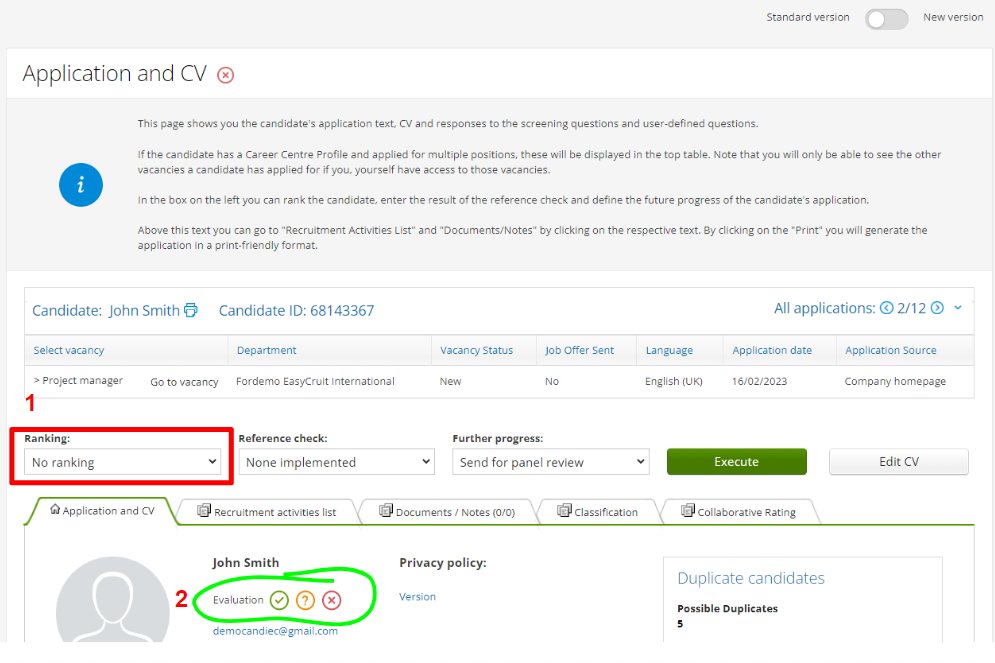 Standard version New version
Application and CV
This page shows you the candidate's application text, CV and responses to the screening questions and user-defined questions.
If the candidate has a Career Centre Profile and applied for multiple positions, these will be displayed in the top table. Note that you will only be able to see the other
vacancies a candidate has applied for if you, yourself have access to those vacancies.
In the box on the left you can rank the candidate, enter the result of the reference check and define the future progress of the candidate's application.
Above this text you can go to "Recruitment Activities List" and "Documents/Notes" by clicking on the respective text. By clicking on the "Print" you will generate the
application in a print-friendly format.
Candidate: John Smith Candidate ID: 68143367 All applications: 2/12
Select vacancy Department Vacancy Status Job Offer Sent Language Application date Application Source
> Project manager Go to vacancy Fordemo EasyCruit International New No English (UK) 16/02/2023 Company homepage
1
Ranking: Reference check: Further progress:
No ranking None implemented Send for panel review Execute Edit CV
Application and CV Recruitment activities list Documents / Notes (0/0) Classification Collaborative Rating
John Smith Privacy policy: Duplicate candidates
2 Evaluation ? Version Possible Duplicates
5
democandiec@gmail.com